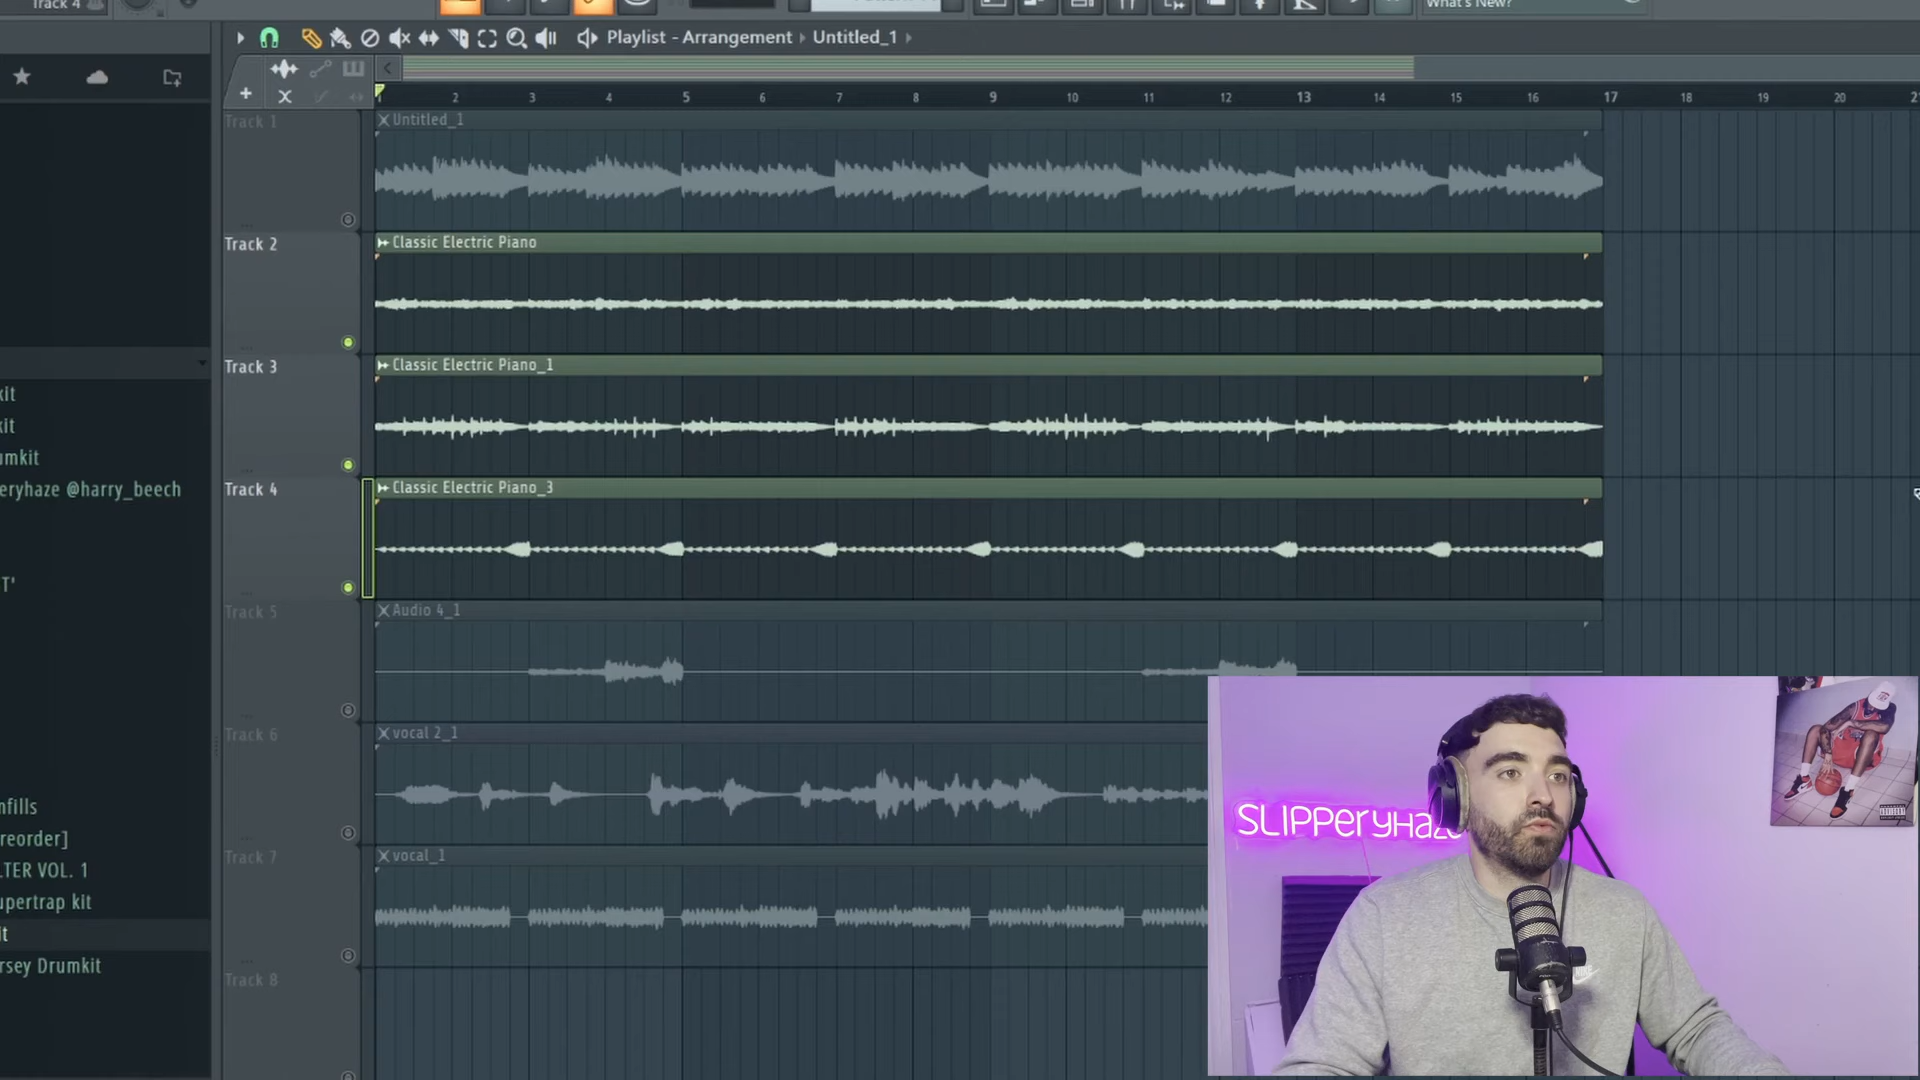 Track 4
What's New?
Playlist - Arrangement › Untitled_1 ›
1 2 3 4 5 6 7 8 9 10 11 12 13 14 15 16 17 18 19 20 21
Track 1
Untitled_1
Track 2
Classic Electric Piano
Track 3
Classic Electric Piano_1
Track 4
Classic Electric Piano_3
Track 5
Audio 4_1
Track 6
vocal 2_1
Track 7
vocal_1
Track 8
kit
kit
umkit
eryhaze @harry_beech
T'
nfills
reorder]
LTER VOL. 1
upertrap kit
it
rsey Drumkit
SLIPPERYHAZE